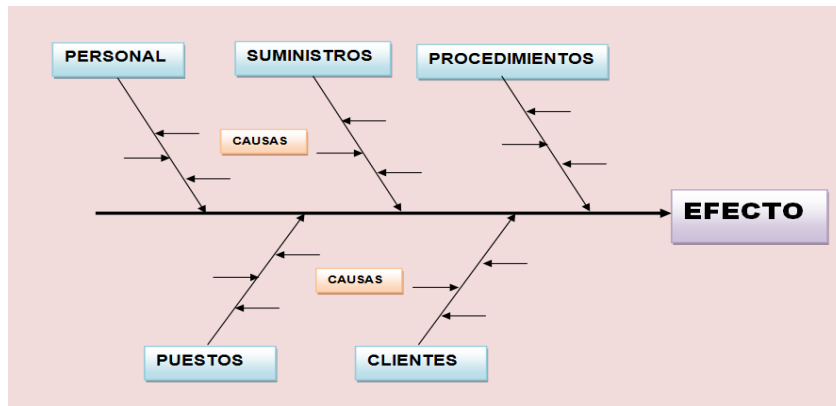 PERSONAL
SUMINISTROS
PROCEDIMIENTOS
CAUSAS
EFECTO
CAUSAS
PUESTOS
CLIENTES